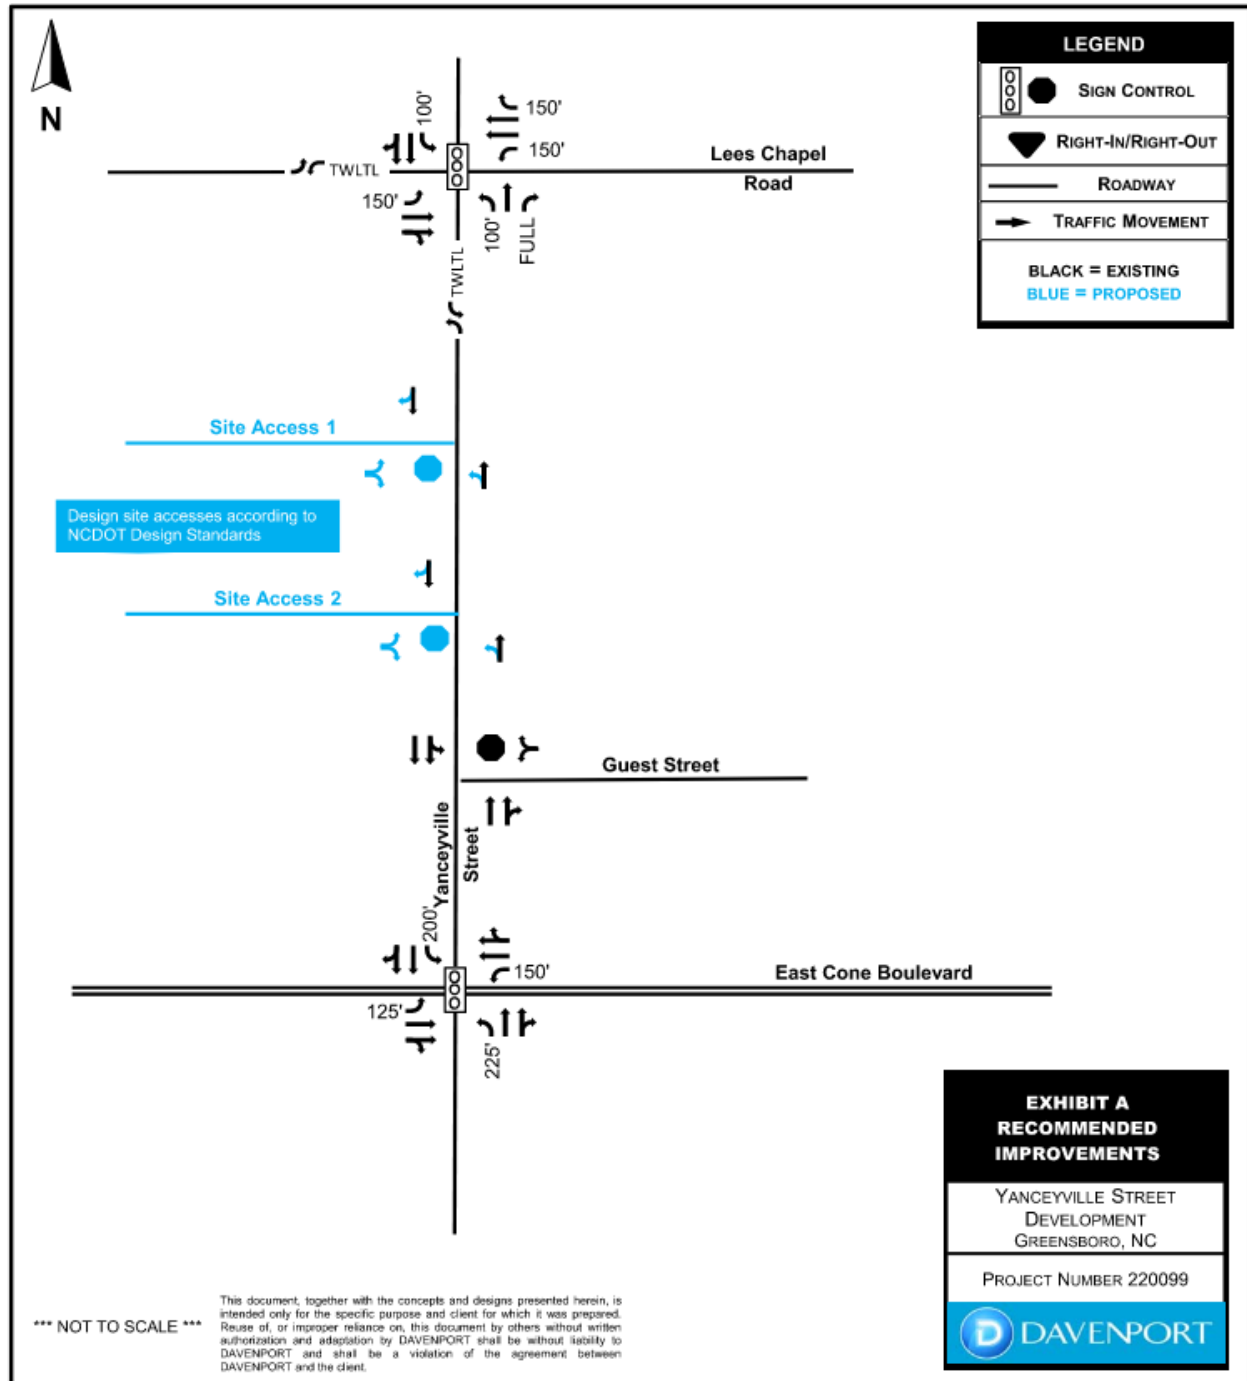 N
LEGEND
SIGN CONTROL
RIGHT-IN/RIGHT-OUT
ROADWAY
TRAFFIC MOVEMENT
BLACK = EXISTING
BLUE = PROPOSED
100'
150'
150'
Lees Chapel
Road
TWLTL
150'
100'
FULL
TWLTL
Site Access 1
Design site accesses according to
NCDOT Design Standards
Site Access 2
Guest Street
Yanceyville
Street
200'
150'
East Cone Boulevard
125'
225'
EXHIBIT A
RECOMMENDED
IMPROVEMENTS
YANCEYVILLE STREET
DEVELOPMENT
GREENSBORO, NC
PROJECT NUMBER 220099
D DAVENPORT
*** NOT TO SCALE ***
This document, together with the concepts and designs presented herein, is
intended only for the specific purpose and client for which it was prepared.
Reuse of, or improper reliance on, this document by others without written
authorization and adaptation by DAVENPORT shall be without liability to
DAVENPORT and shall be a violation of the agreement between
DAVENPORT and the client.